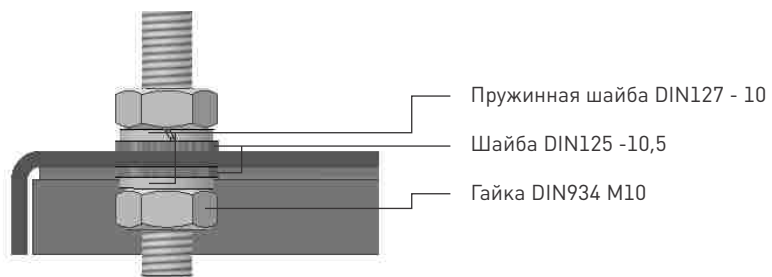 Пружинная шайба DIN127 - 10
Шайба DIN125 -10,5
Гайка DIN934 M10